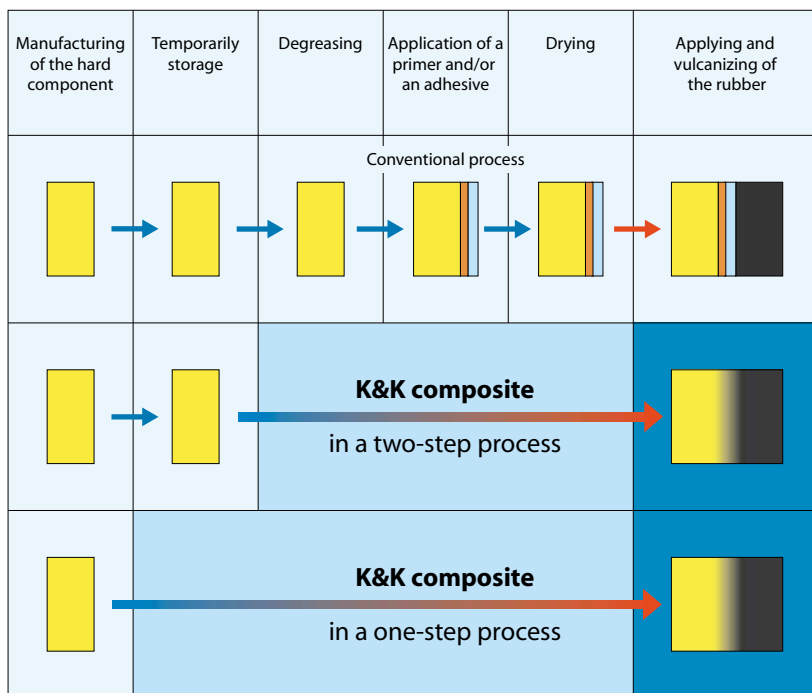 Manufacturing
of the hard
component
Temporarily
storage
Degreasing
Application of a
primer and/or
an adhesive
Drying
Applying and
vulcanizing of
the rubber
Conventional process
K&K composite
in a two-step process
K&K composite
in a one-step process